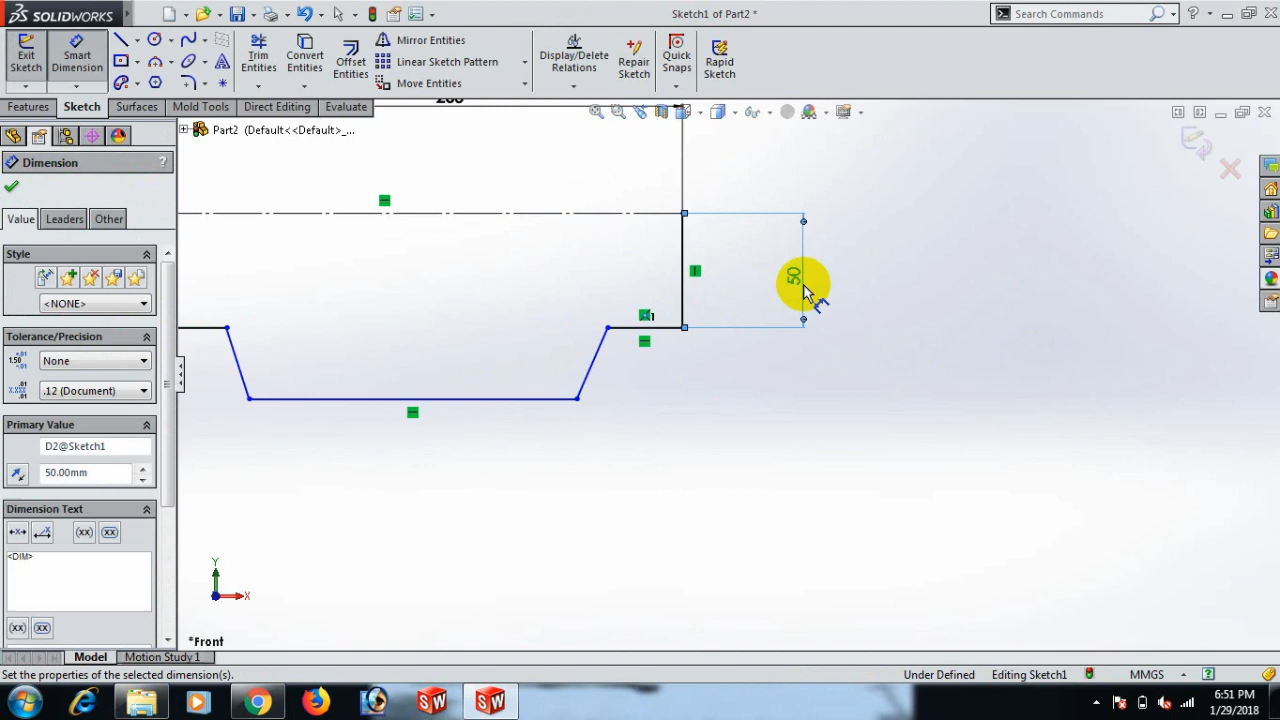 SOLIDWORKS
Sketch1 of Part2 *
Search Commands
Exit Sketch
Smart Dimension
Trim Entities
Convert Entities
Offset Entities
Mirror Entities
Linear Sketch Pattern
Move Entities
Display/Delete Relations
Repair Sketch
Quick Snaps
Rapid Sketch
Features
Sketch
Surfaces
Mold Tools
Direct Editing
Evaluate
Part2 (Default<<Default>_...
Dimension
?
Value
Leaders
Other
Style
<NONE>
Tolerance/Precision
None
.12 (Document)
Primary Value
D2@Sketch1
50.00mm
Dimension Text
(xx)
<DIM>
(xx)
50
1
Y
X
*Front
Model
Motion Study 1
Set the properties of the selected dimension(s).
Under Defined
Editing Sketch1
MMGS
6:51 PM
1/29/2018